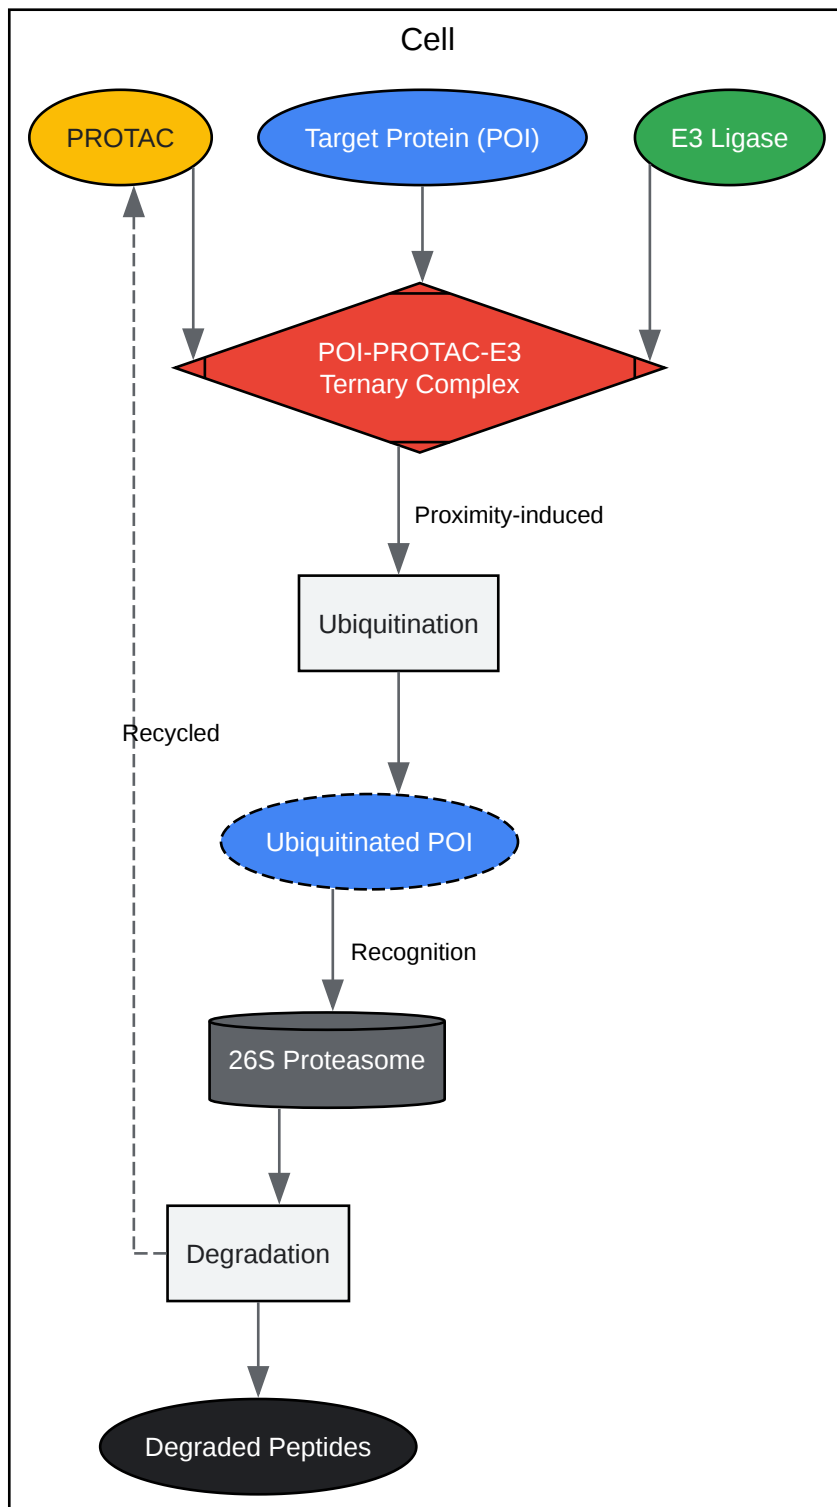 Cell
PROTAC
Target Protein (POI)
E3 Ligase
POI-PROTAC-E3
Ternary Complex
Proximity-induced
Ubiquitination
Recycled
Ubiquitinated POI
Recognition
26S Proteasome
Degradation
Degraded Peptides